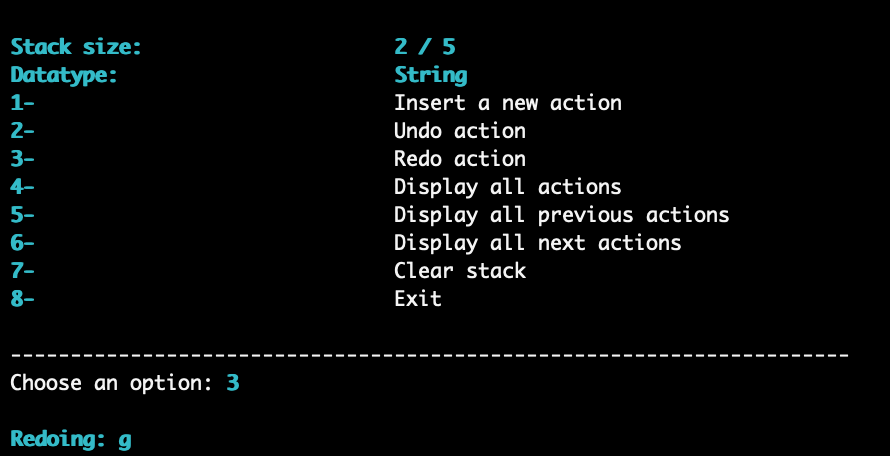 Stack size: 2 / 5
Datatype: String
1- Insert a new action
2- Undo action
3- Redo action
4- Display all actions
5- Display all previous actions
6- Display all next actions
7- Clear stack
8- Exit
----------------------------------------------------------------------
Choose an option: 3
Redoing: g